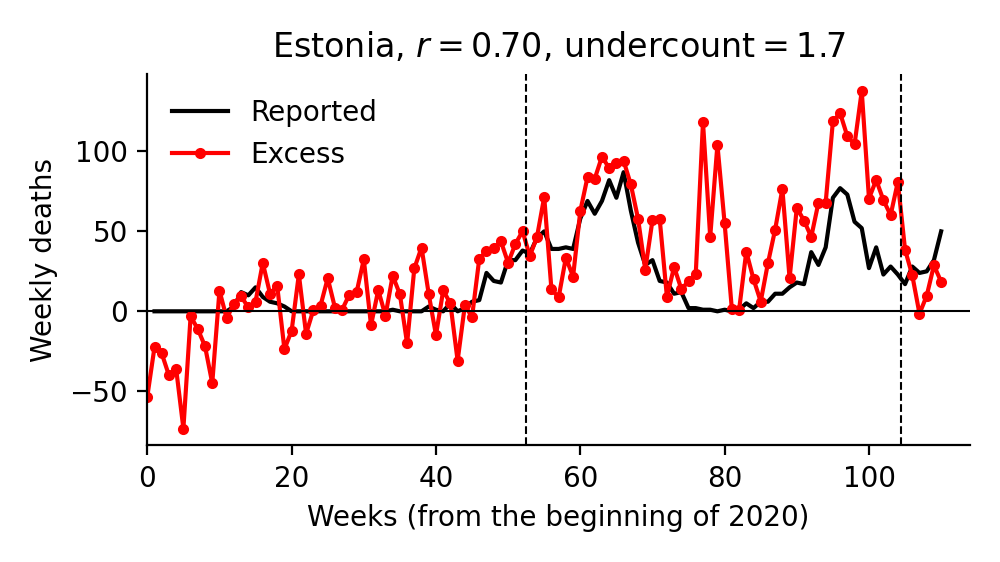 Estonia, r = 0.70, undercount = 1.7
Reported
Excess
Weekly deaths
100
50
0
−50
0 20 40 60 80 100
Weeks (from the beginning of 2020)